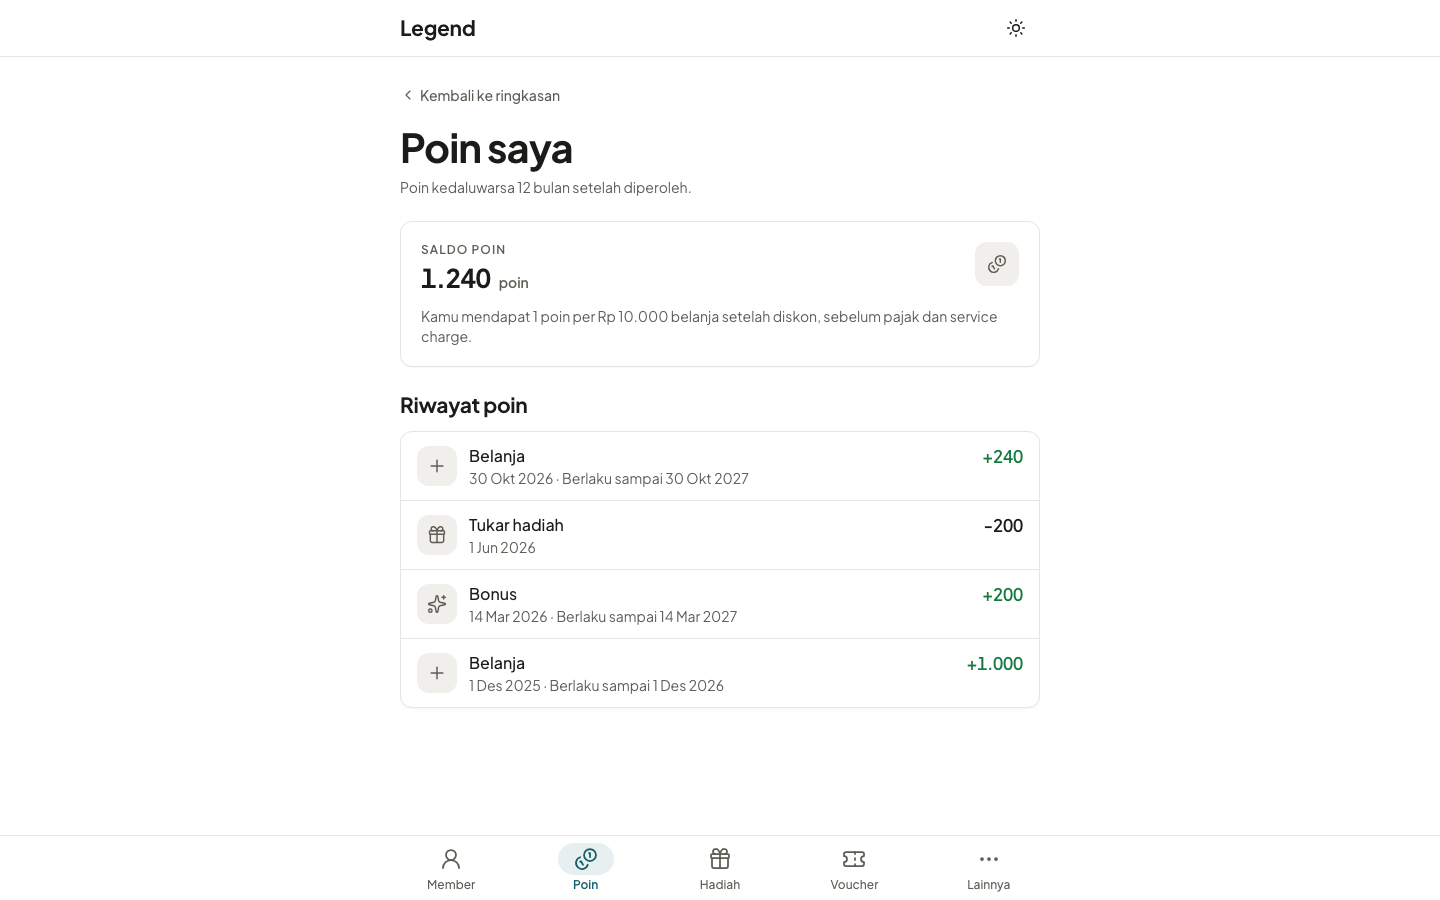 Legend
Kembali ke ringkasan
Poin saya
Poin kedaluwarsa 12 bulan setelah diperoleh.
SALDO POIN
1.240 poin
Kamu mendapat 1 poin per Rp 10.000 belanja setelah diskon, sebelum pajak dan service
charge.
Riwayat poin
Belanja
+240
30 Okt 2026 · Berlaku sampai 30 Okt 2027
Tukar hadiah
-200
1 Jun 2026
Bonus
+200
14 Mar 2026 · Berlaku sampai 14 Mar 2027
Belanja
+1.000
1 Des 2025 · Berlaku sampai 1 Des 2026
Member
Poin
Hadiah
Voucher
Lainnya